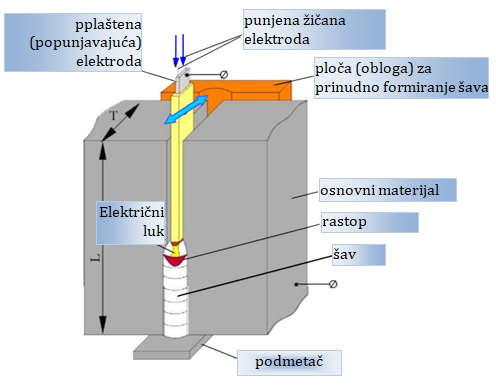 pplaštena
(popunjavajuća)
elektroda
punjena žičana
elektroda
ploča (obloga) za
prinudno formiranje šava
T
osnovni materijal
Električni
luk
rastop
L
šav
podmetač